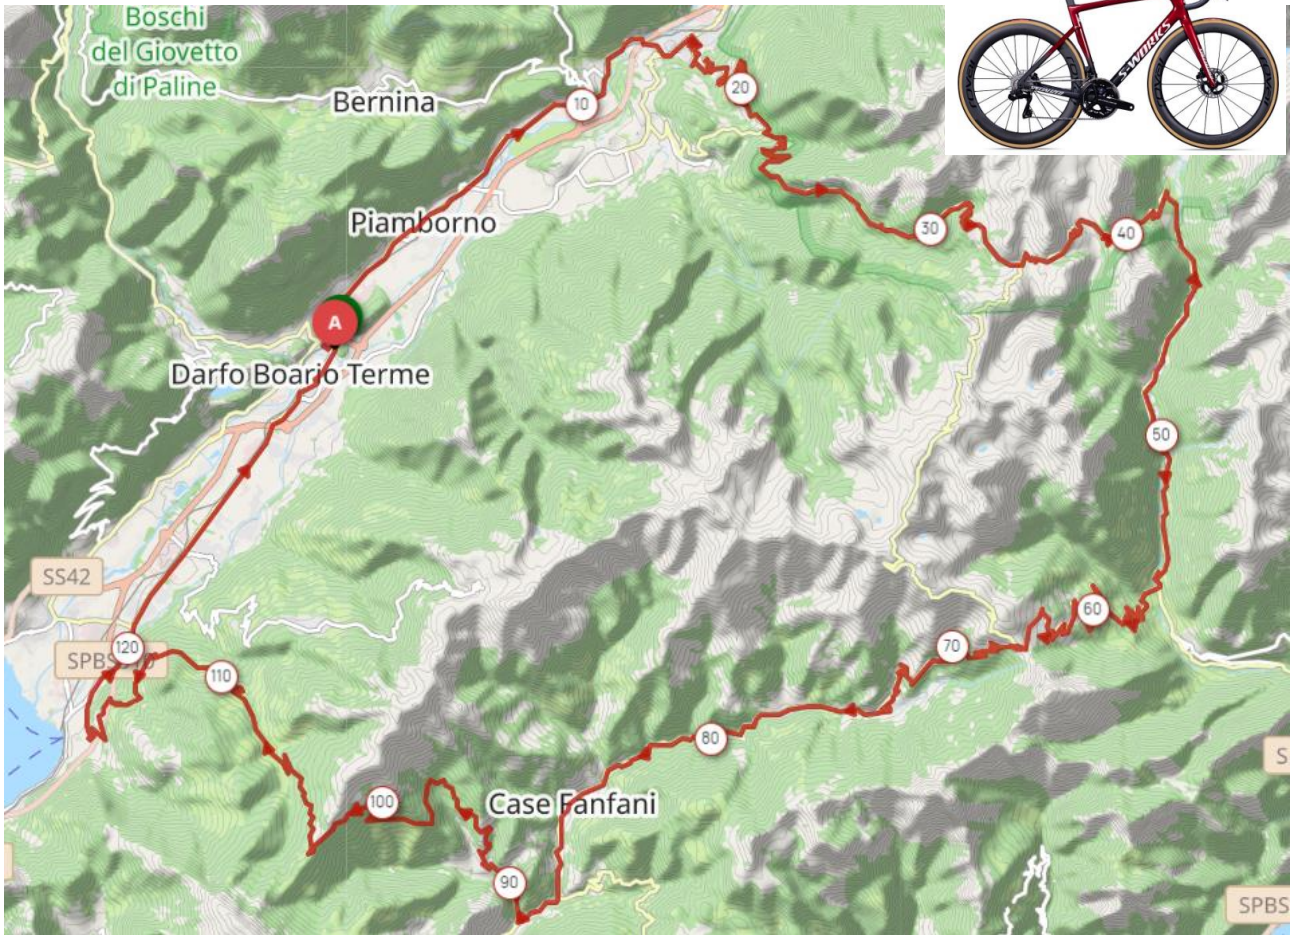 Boschi
del Giovetto
di Paline
Bernina
S-WORKS
10
20
Piamborno
30
40
A
Darfo Boario Terme
50
SS42
60
120
70
110
80
100
Case Fanfani
90
SPBS